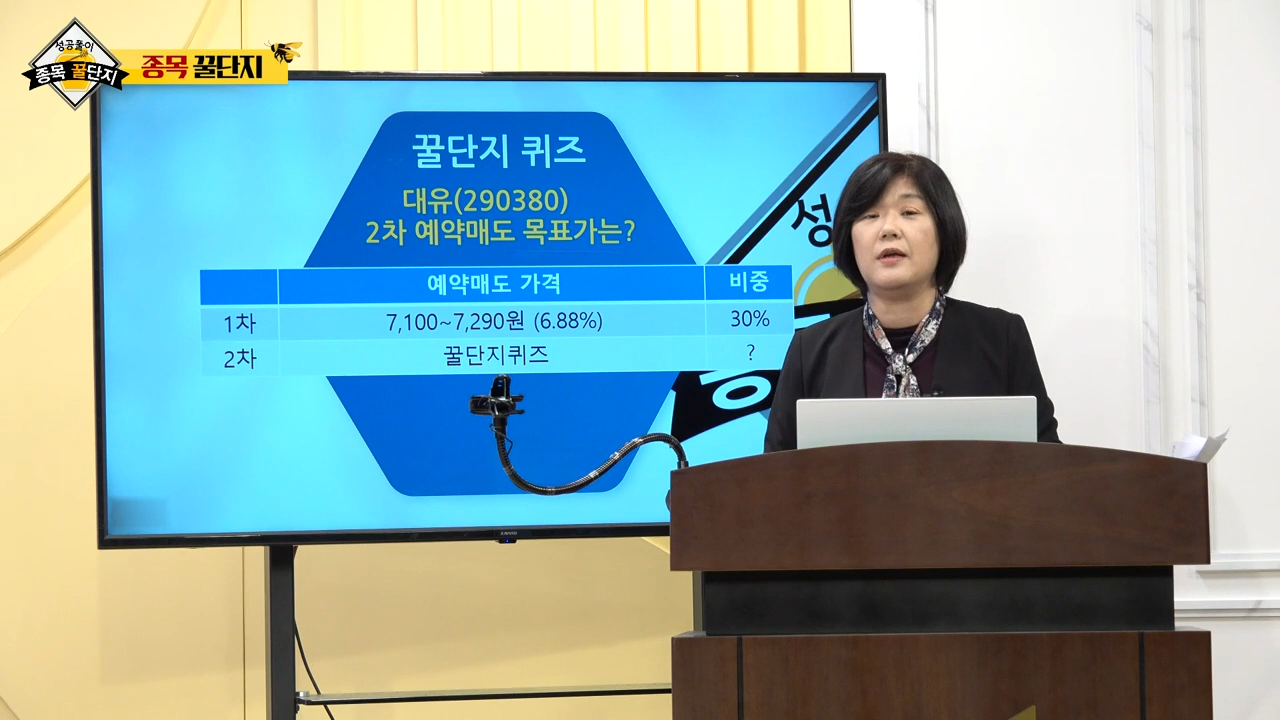 성공풀이
종목 꿀단지
종목 꿀단지
꿀단지 퀴즈
대유(290380)
2차 예약매도 목표가는?
예약매도 가격 비중
1차 7,100~7,290원 (6.88%) 30%
2차 꿀단지퀴즈 ?
성